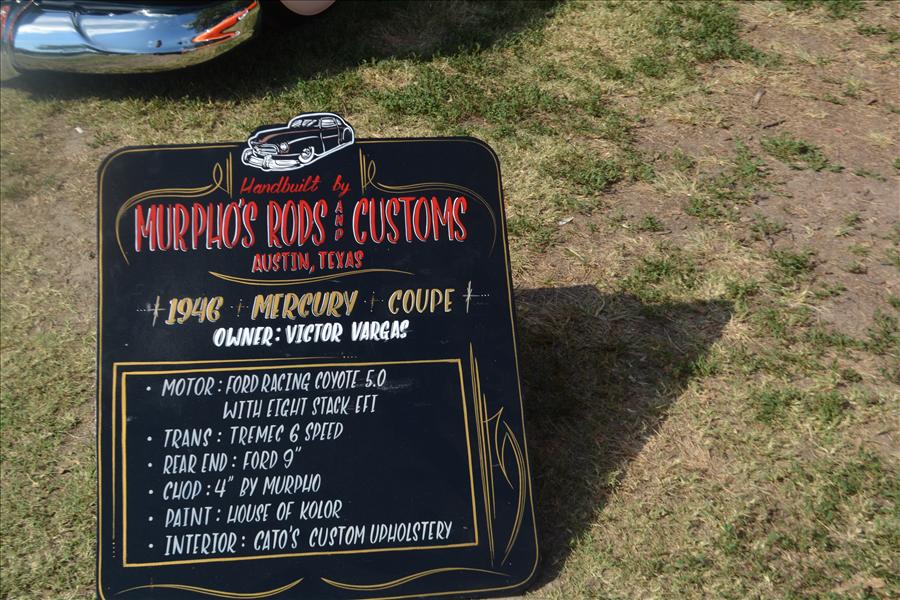 Handbuilt by
MURPHO'S RODS AND CUSTOMS
AUSTIN, TEXAS
1946 MERCURY COUPE
OWNER: VICTOR VARGAS
• MOTOR: FORD RACING COYOTE 5.0
WITH EIGHT STACK EFI
• TRANS: TREMEC 6 SPEED
• REAR END: FORD 9"
• CHOP: 4" BY MURPHO
• PAINT: HOUSE OF KOLOR
• INTERIOR: CATO'S CUSTOM UPHOLSTERY